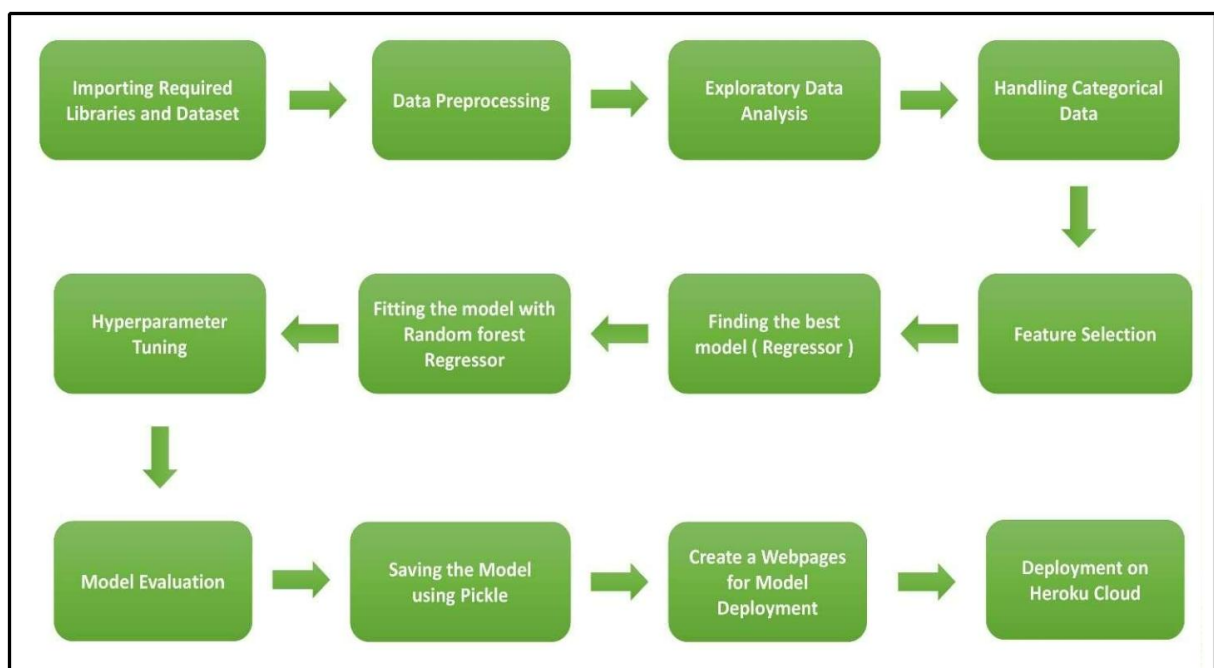 Importing Required
Libraries and Dataset
Data Preprocessing
Exploratory Data
Analysis
Handling Categorical
Data
Feature Selection
Finding the best
model ( Regressor )
Fitting the model with
Random forest
Regressor
Hyperparameter
Tuning
Model Evaluation
Saving the Model
using Pickle
Create a Webpages
for Model
Deployment
Deployment on
Heroku Cloud